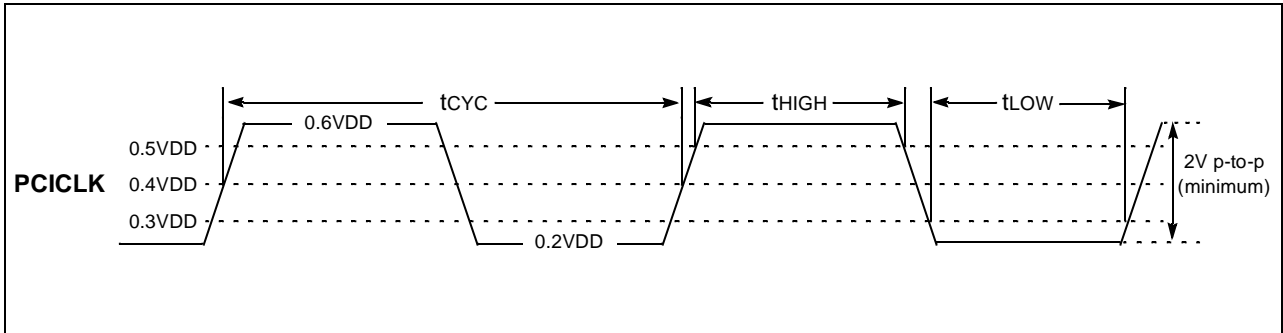 tCYC
tHIGH
tLOW
0.6VDD
0.5VDD
PCICLK
0.4VDD
2V p-to-p
(minimum)
0.3VDD
0.2VDD